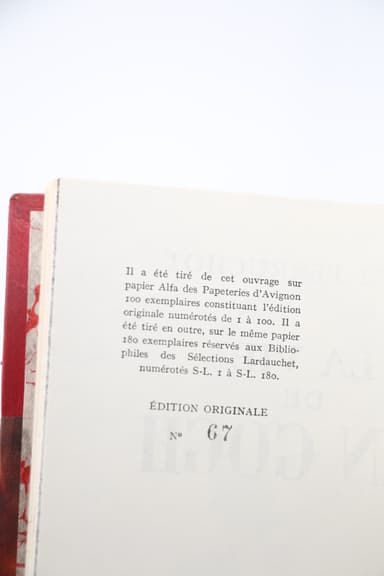 Il a été tiré de cet ouvrage sur
papier Alfa des Papeteries d'Avignon
100 exemplaires constituant l'édition
originale numérotés de 1 à 100. Il a
été tiré en outre, sur le même papier
180 exemplaires réservés aux Biblio-
philes des Sélections Lardauchet,
numérotés S-L. 1 à S-L. 180.
ÉDITION ORIGINALE
Nº 67